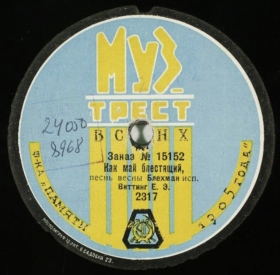 МУЗ
ТРЕСТ
ВСНХ
24050
8968
Заказ № 15152
Как май блестящий,
песнь весны Блехман исп.
Виттинг Е. Э.
2317
Ф-КА „ПАМЯТИ
1905 ГОДА"